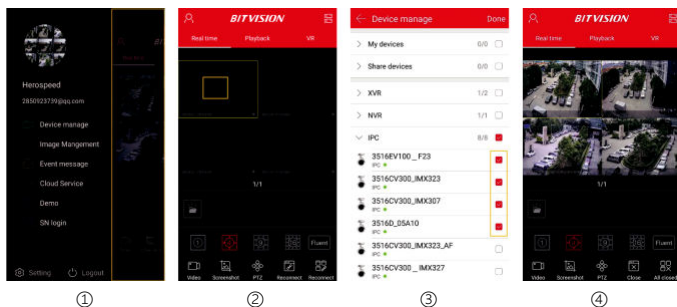 Herospeed
2850923739@qq.com
Device manage
Image Mangement
Event message
Cloud Service
Demo
SN login
Setting
Logout
①
BITVISION
Real time
Playback
VR
1/1
Fluent
Video
Screenshot
PTZ
Reconnect
Reconnect
②
Device manage
Done
My devices
0/0
Share devices
0/0
XVR
1/2
NVR
1/1
IPC
8/8
3516EV100 _ F23
IPC
3516CV300_IMX323
IPC
3516CV300_IMX307
IPC
3516D_05A10
IPC
3516CV300_IMX323_AF
IPC
3516CV300 _ IMX327
IPC
③
BITVISION
Real time
Playback
VR
1/1
Fluent
Video
Screenshot
PTZ
Close
All closed
④